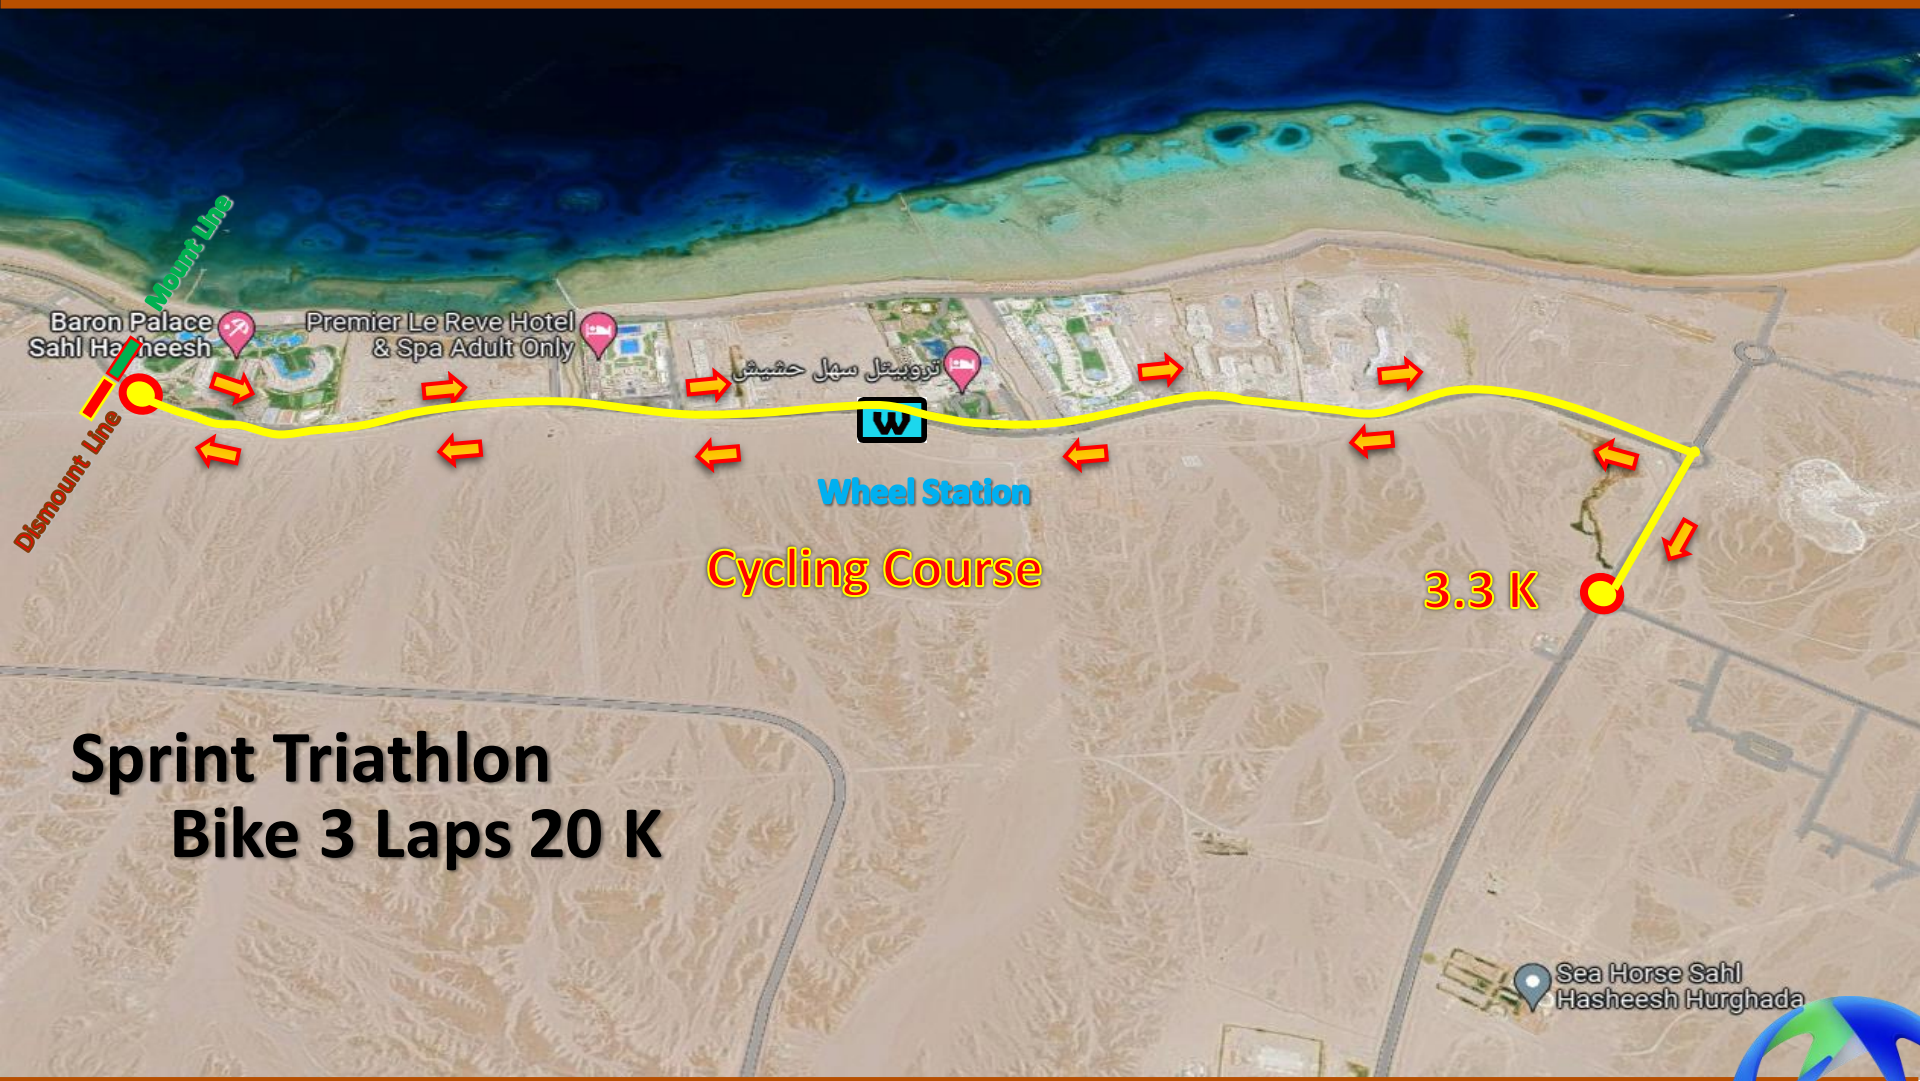 Mount Line
Baron Palace
Sahl Hasheesh
Premier Le Reve Hotel
& Spa Adult Only
تروبيتل سهل حشيش
W
Dismount Line
Wheel Station
Cycling Course
3.3 K
Sprint Triathlon
Bike 3 Laps 20 K
Sea Horse Sahl
Hasheesh Hurghada